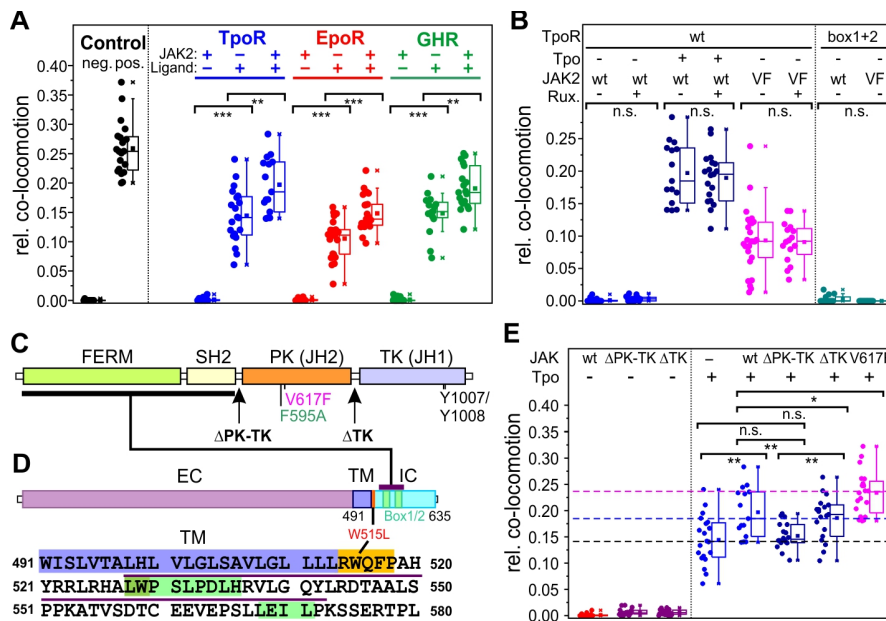 A
Control
neg. pos.
TpoR EpoR GHR
JAK2: + – + + – + + – +
Ligand: – + + – + + – + +
** *** **
*** *** ***
rel. co-locomotion
0.40
0.35
0.30
0.25
0.20
0.15
0.10
0.05
0.00
B
TpoR wt box1+2
Tpo - - + + - - - -
JAK2 wt wt wt wt VF VF wt VF
Rux. - + - + - + - -
n.s. n.s. n.s. n.s.
rel. co-locomotion
0.25
0.20
0.15
0.10
0.05
0.00
C
FERM SH2 PK (JH2) TK (JH1)
V617F
F595A
Y1007/
Y1008
ΔPK-TK ΔTK
D
EC TM IC
491 Box1/2 635
W515L
TM
491 WISLVTALHL VLGLSAVLGL LLLRWQFPAH 520
521 YRRLRHALWP SLPDLHRVLG QYLRDTAALS 550
551 PPKATVSDTC EEVEPSLLEI LPKSSERTPL 580
E
JAK wt ΔPK-TK ΔTK – wt ΔPK-TK ΔTK V617F
Tpo - - - + + + + +
*
n.s.
n.s.
**
** **
rel. co-locomotion
0.40
0.35
0.30
0.25
0.20
0.15
0.10
0.05
0.00